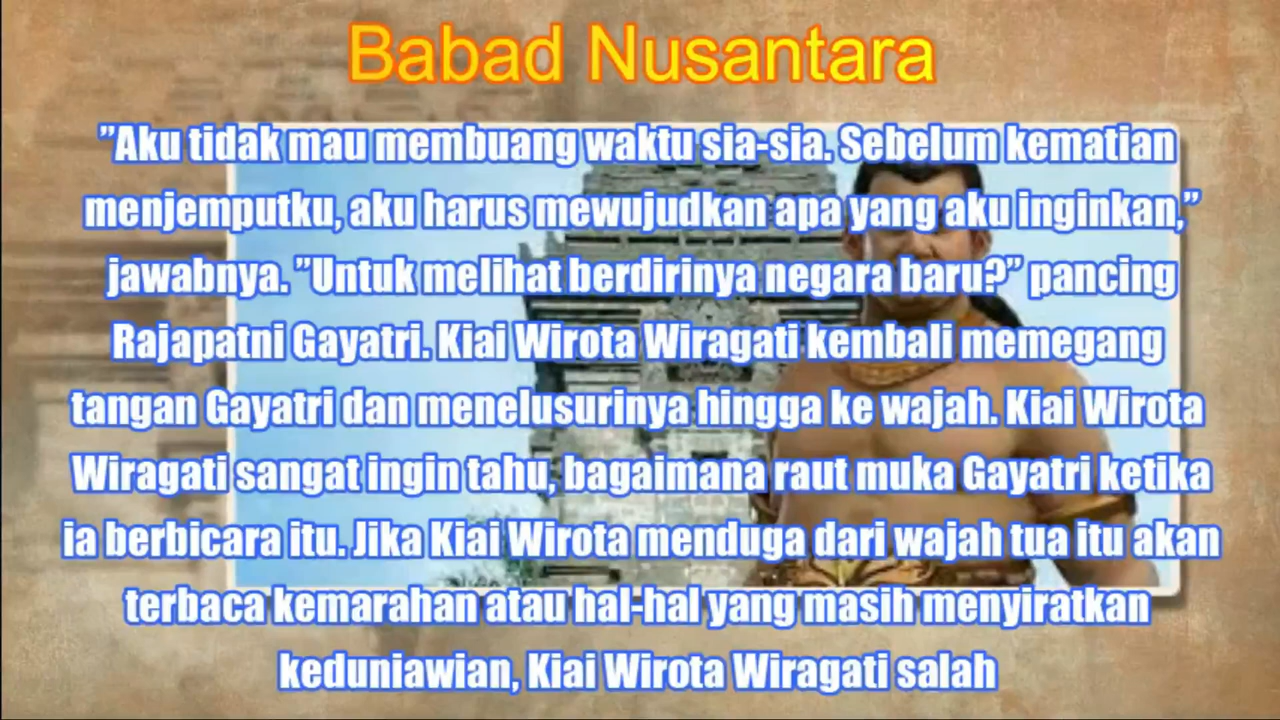 Babad Nusantara
”Aku tidak mau membuang waktu sia-sia. Sebelum kematian
menjemputku, aku harus mewujudkan apa yang aku inginkan,”
jawabnya. ”Untuk melihat berdirinya negara baru?” pancing
Rajapatni Gayatri. Kiai Wirota Wiragati kembali memegang
tangan Gayatri dan menelusurinya hingga ke wajah. Kiai Wirota
Wiragati sangat ingin tahu, bagaimana raut muka Gayatri ketika
ia berbicara itu. Jika Kiai Wirota menduga dari wajah tua itu akan
terbaca kemarahan atau hal-hal yang masih menyiratkan
keduniawian, Kiai Wirota Wiragati salah